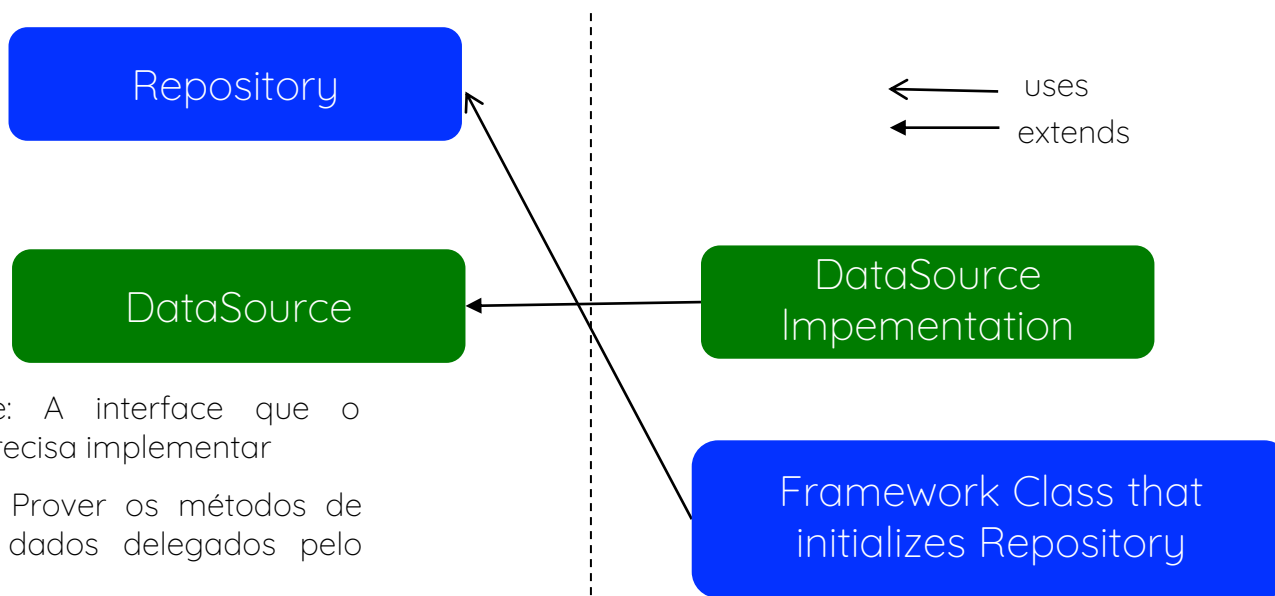 Repository
uses
extends
DataSource
DataSource
Impementation
e: A interface que o
recisa implementar
Prover os métodos de
dados delegados pelo
Framework Class that
initializes Repository